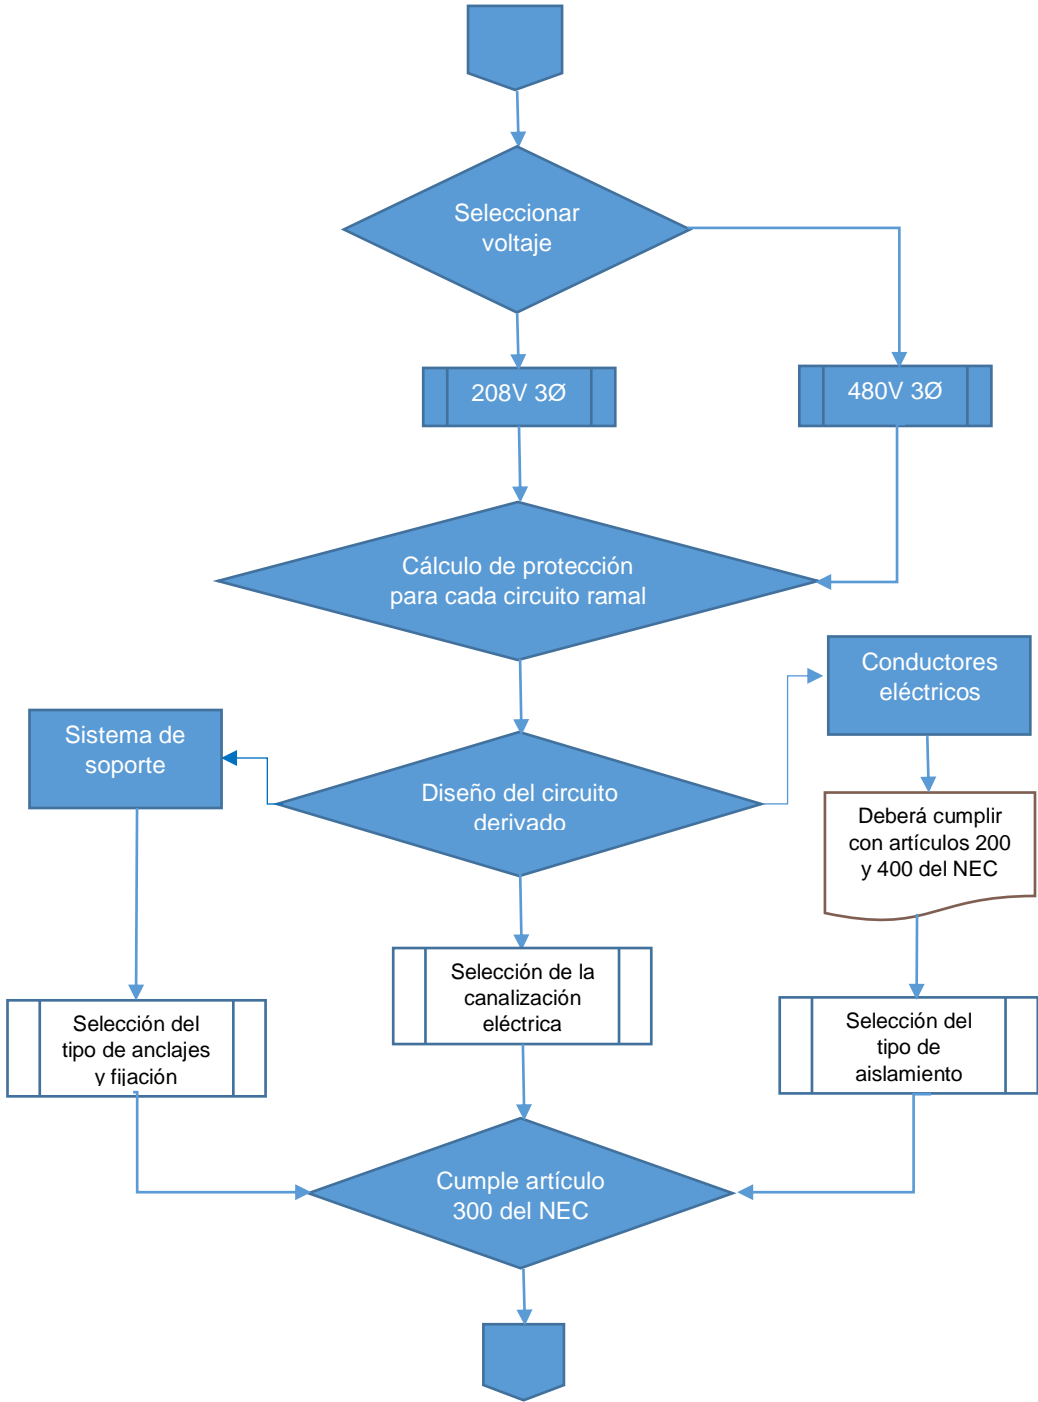 Seleccionar
voltaje
208V 3Ø
480V 3Ø
Cálculo de protección
para cada circuito ramal
Conductores
eléctricos
Sistema de
soporte
Diseño del circuito
derivado
Deberá cumplir
con artículos 200
y 400 del NEC
Selección de la
canalización
eléctrica
Selección del
tipo de anclajes
y fijación
Selección del
tipo de
aislamiento
Cumple artículo
300 del NEC